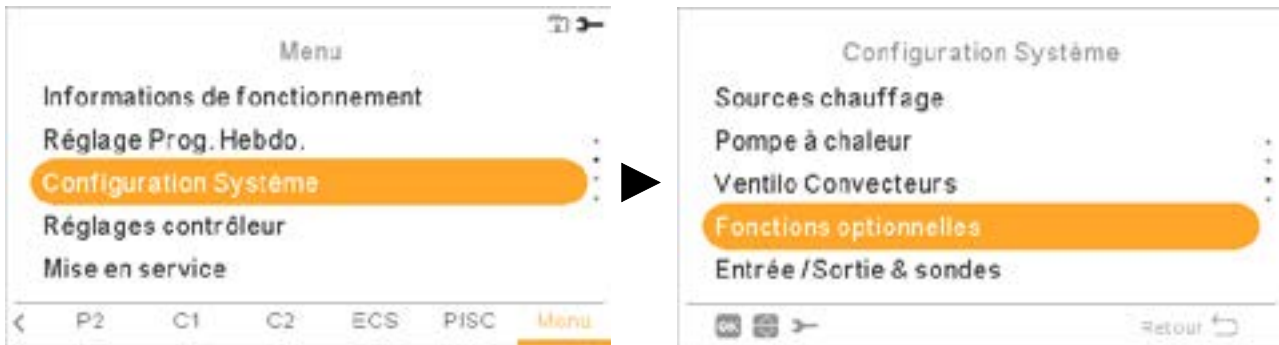 Menu
Informations de fonctionnement
Réglage Prog. Hebdo.
Configuration Système
Réglages contrôleur
Mise en service
< P2 C1 C2 ECS PISC Menu
Configuration Système
Sources chauffage
Pompe à chaleur
Ventilo Convecteurs
Fonctions optionnelles
Entrée / Sortie & sondes
OK Retour